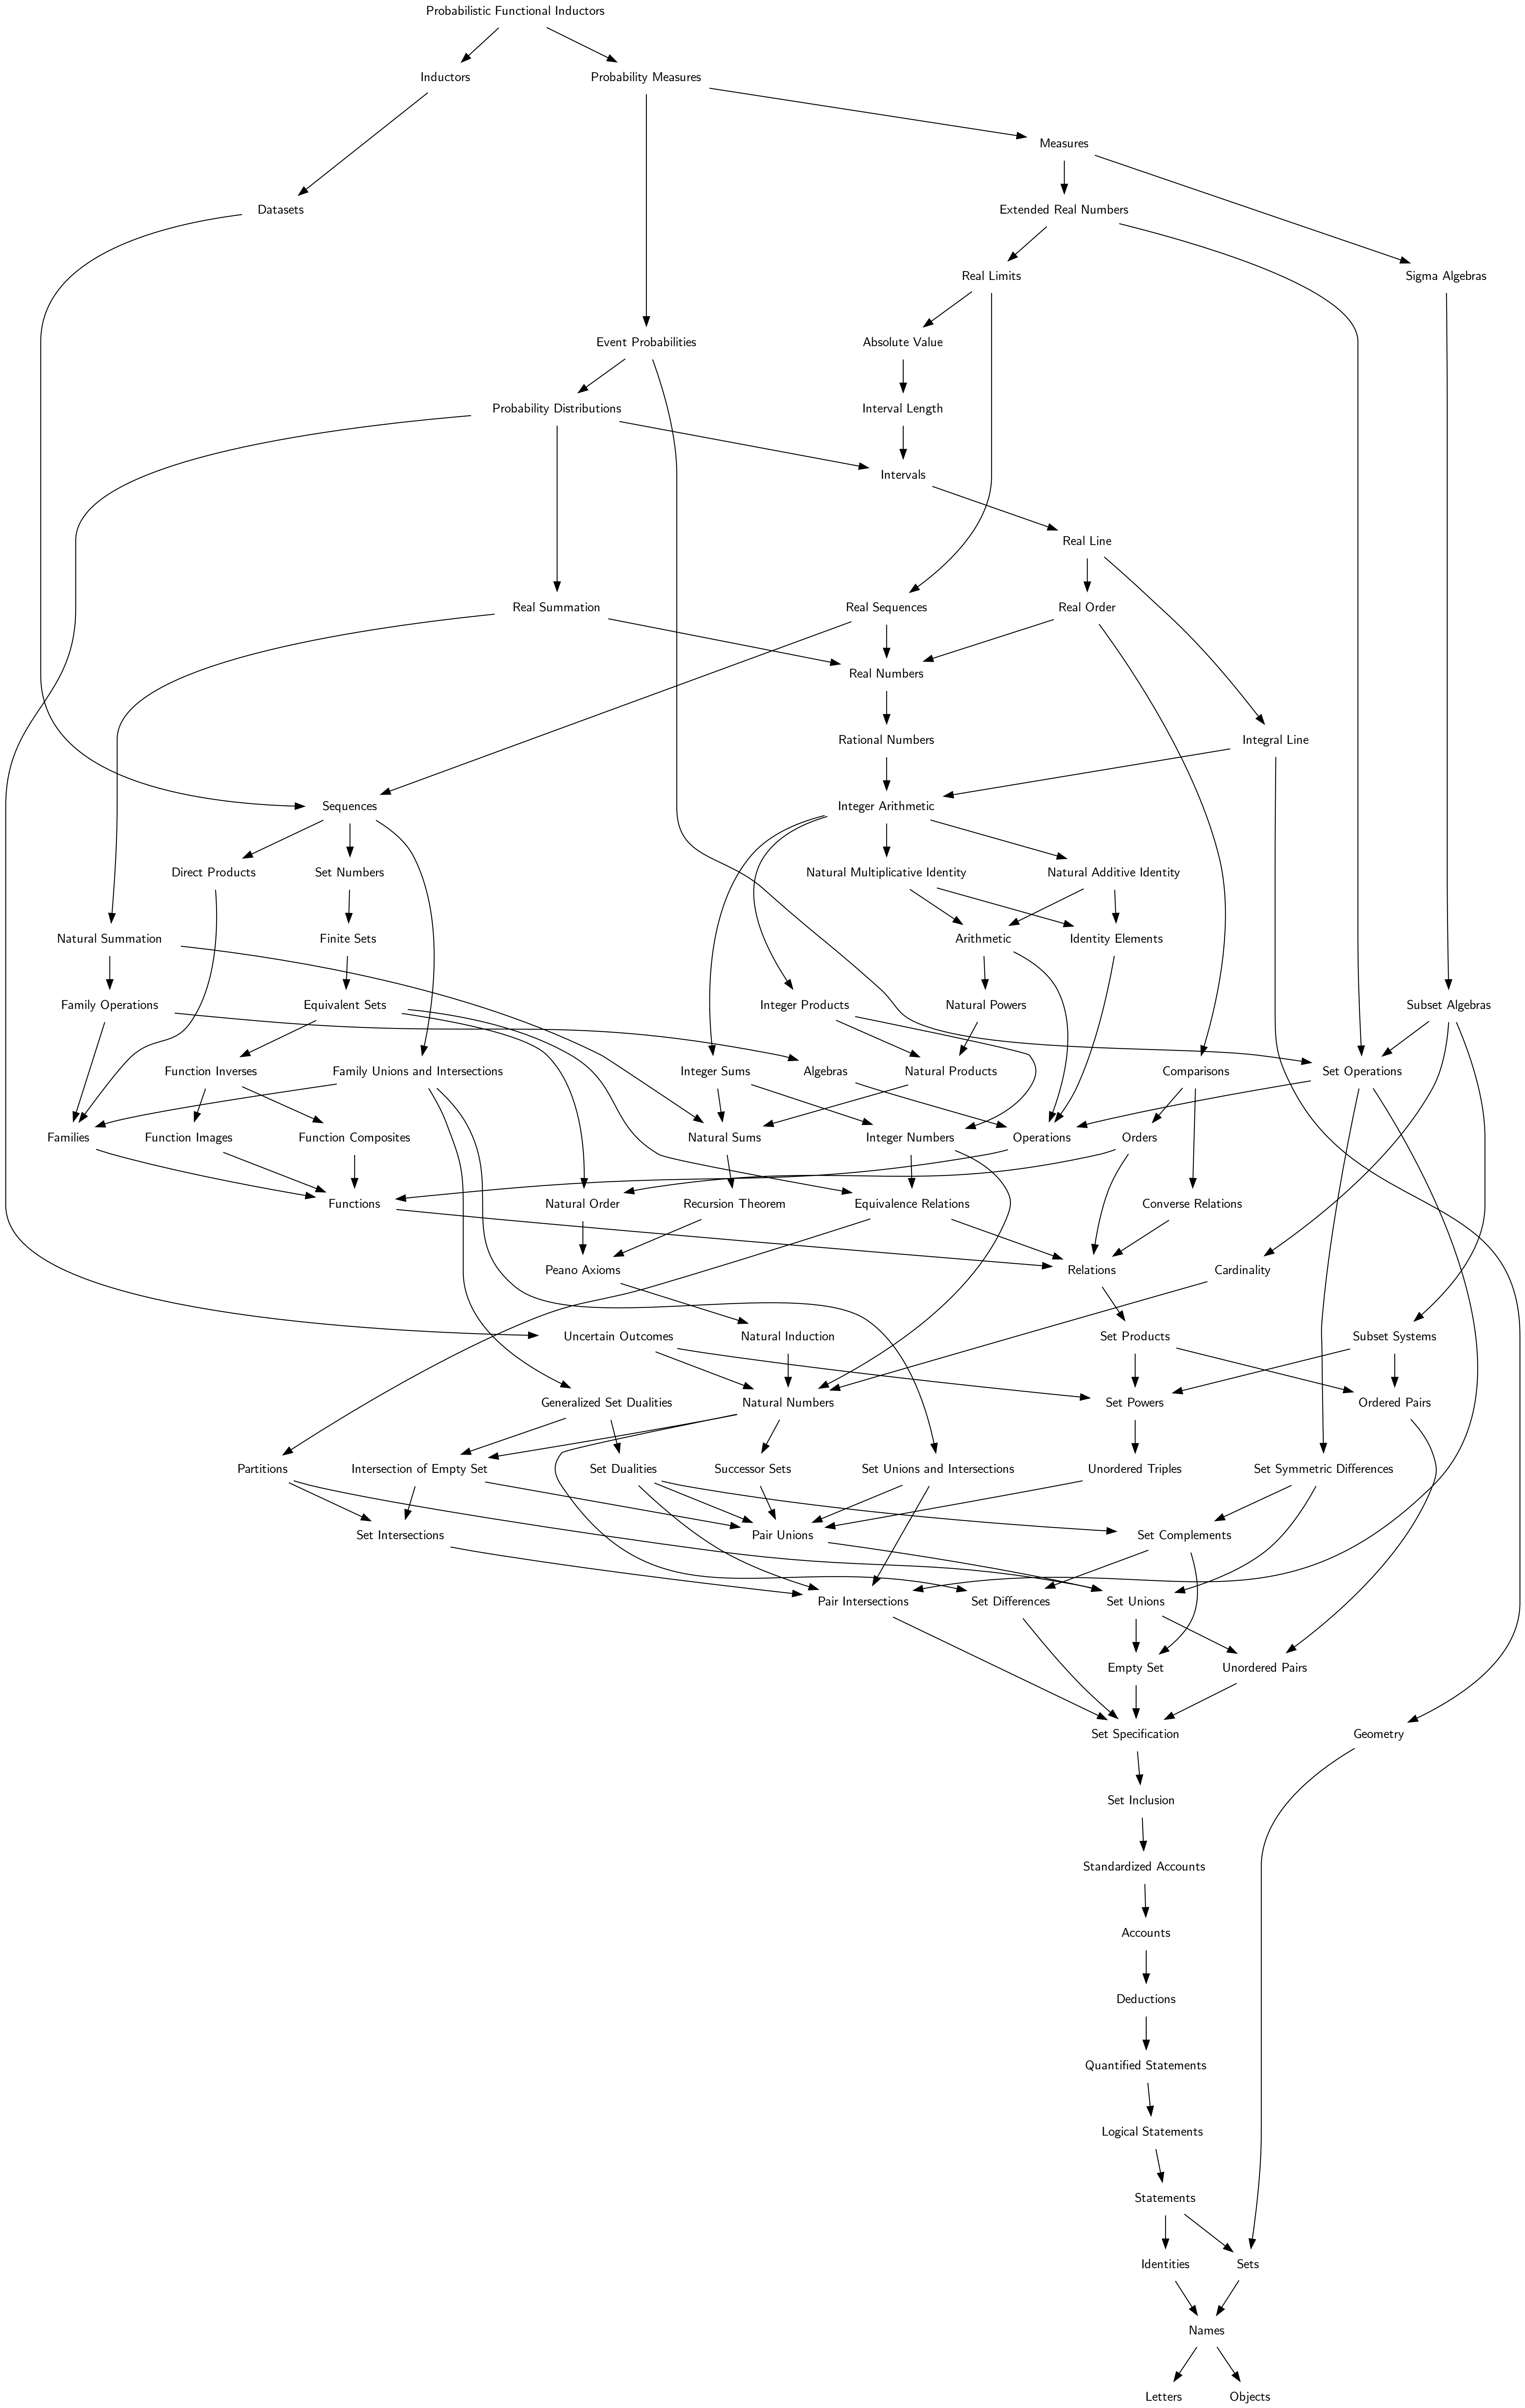 Probabilistic Functional Inductors
Inductors
Probability Measures
Measures
Datasets
Extended Real Numbers
Real Limits
Sigma Algebras
Event Probabilities
Absolute Value
Probability Distributions
Interval Length
Intervals
Real Line
Real Summation
Real Sequences
Real Order
Real Numbers
Rational Numbers
Integral Line
Sequences
Integer Arithmetic
Direct Products
Set Numbers
Natural Multiplicative Identity
Natural Additive Identity
Natural Summation
Finite Sets
Arithmetic
Identity Elements
Family Operations
Equivalent Sets
Integer Products
Natural Powers
Subset Algebras
Function Inverses
Family Unions and Intersections
Integer Sums
Algebras
Natural Products
Comparisons
Set Operations
Families
Function Images
Function Composites
Natural Sums
Integer Numbers
Operations
Orders
Functions
Natural Order
Recursion Theorem
Equivalence Relations
Converse Relations
Peano Axioms
Relations
Cardinality
Uncertain Outcomes
Natural Induction
Set Products
Subset Systems
Generalized Set Dualities
Natural Numbers
Set Powers
Ordered Pairs
Partitions
Intersection of Empty Set
Set Dualities
Successor Sets
Set Unions and Intersections
Unordered Triples
Set Symmetric Differences
Set Intersections
Pair Unions
Set Complements
Pair Intersections
Set Differences
Set Unions
Empty Set
Unordered Pairs
Set Specification
Geometry
Set Inclusion
Standardized Accounts
Accounts
Deductions
Quantified Statements
Logical Statements
Statements
Identities
Sets
Names
Letters
Objects